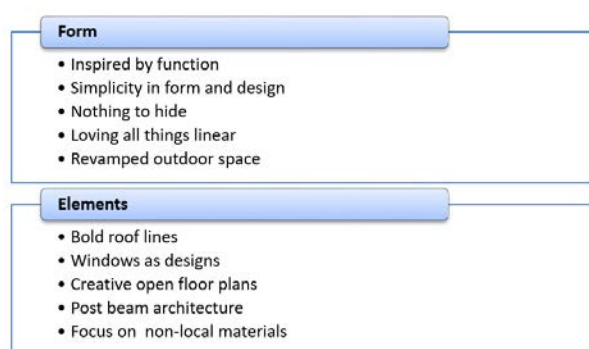 Form
• Inspired by function
• Simplicity in form and design
• Nothing to hide
• Loving all things linear
• Revamped outdoor space
Elements
• Bold roof lines
• Windows as designs
• Creative open floor plans
• Post beam architecture
• Focus on non-local materials